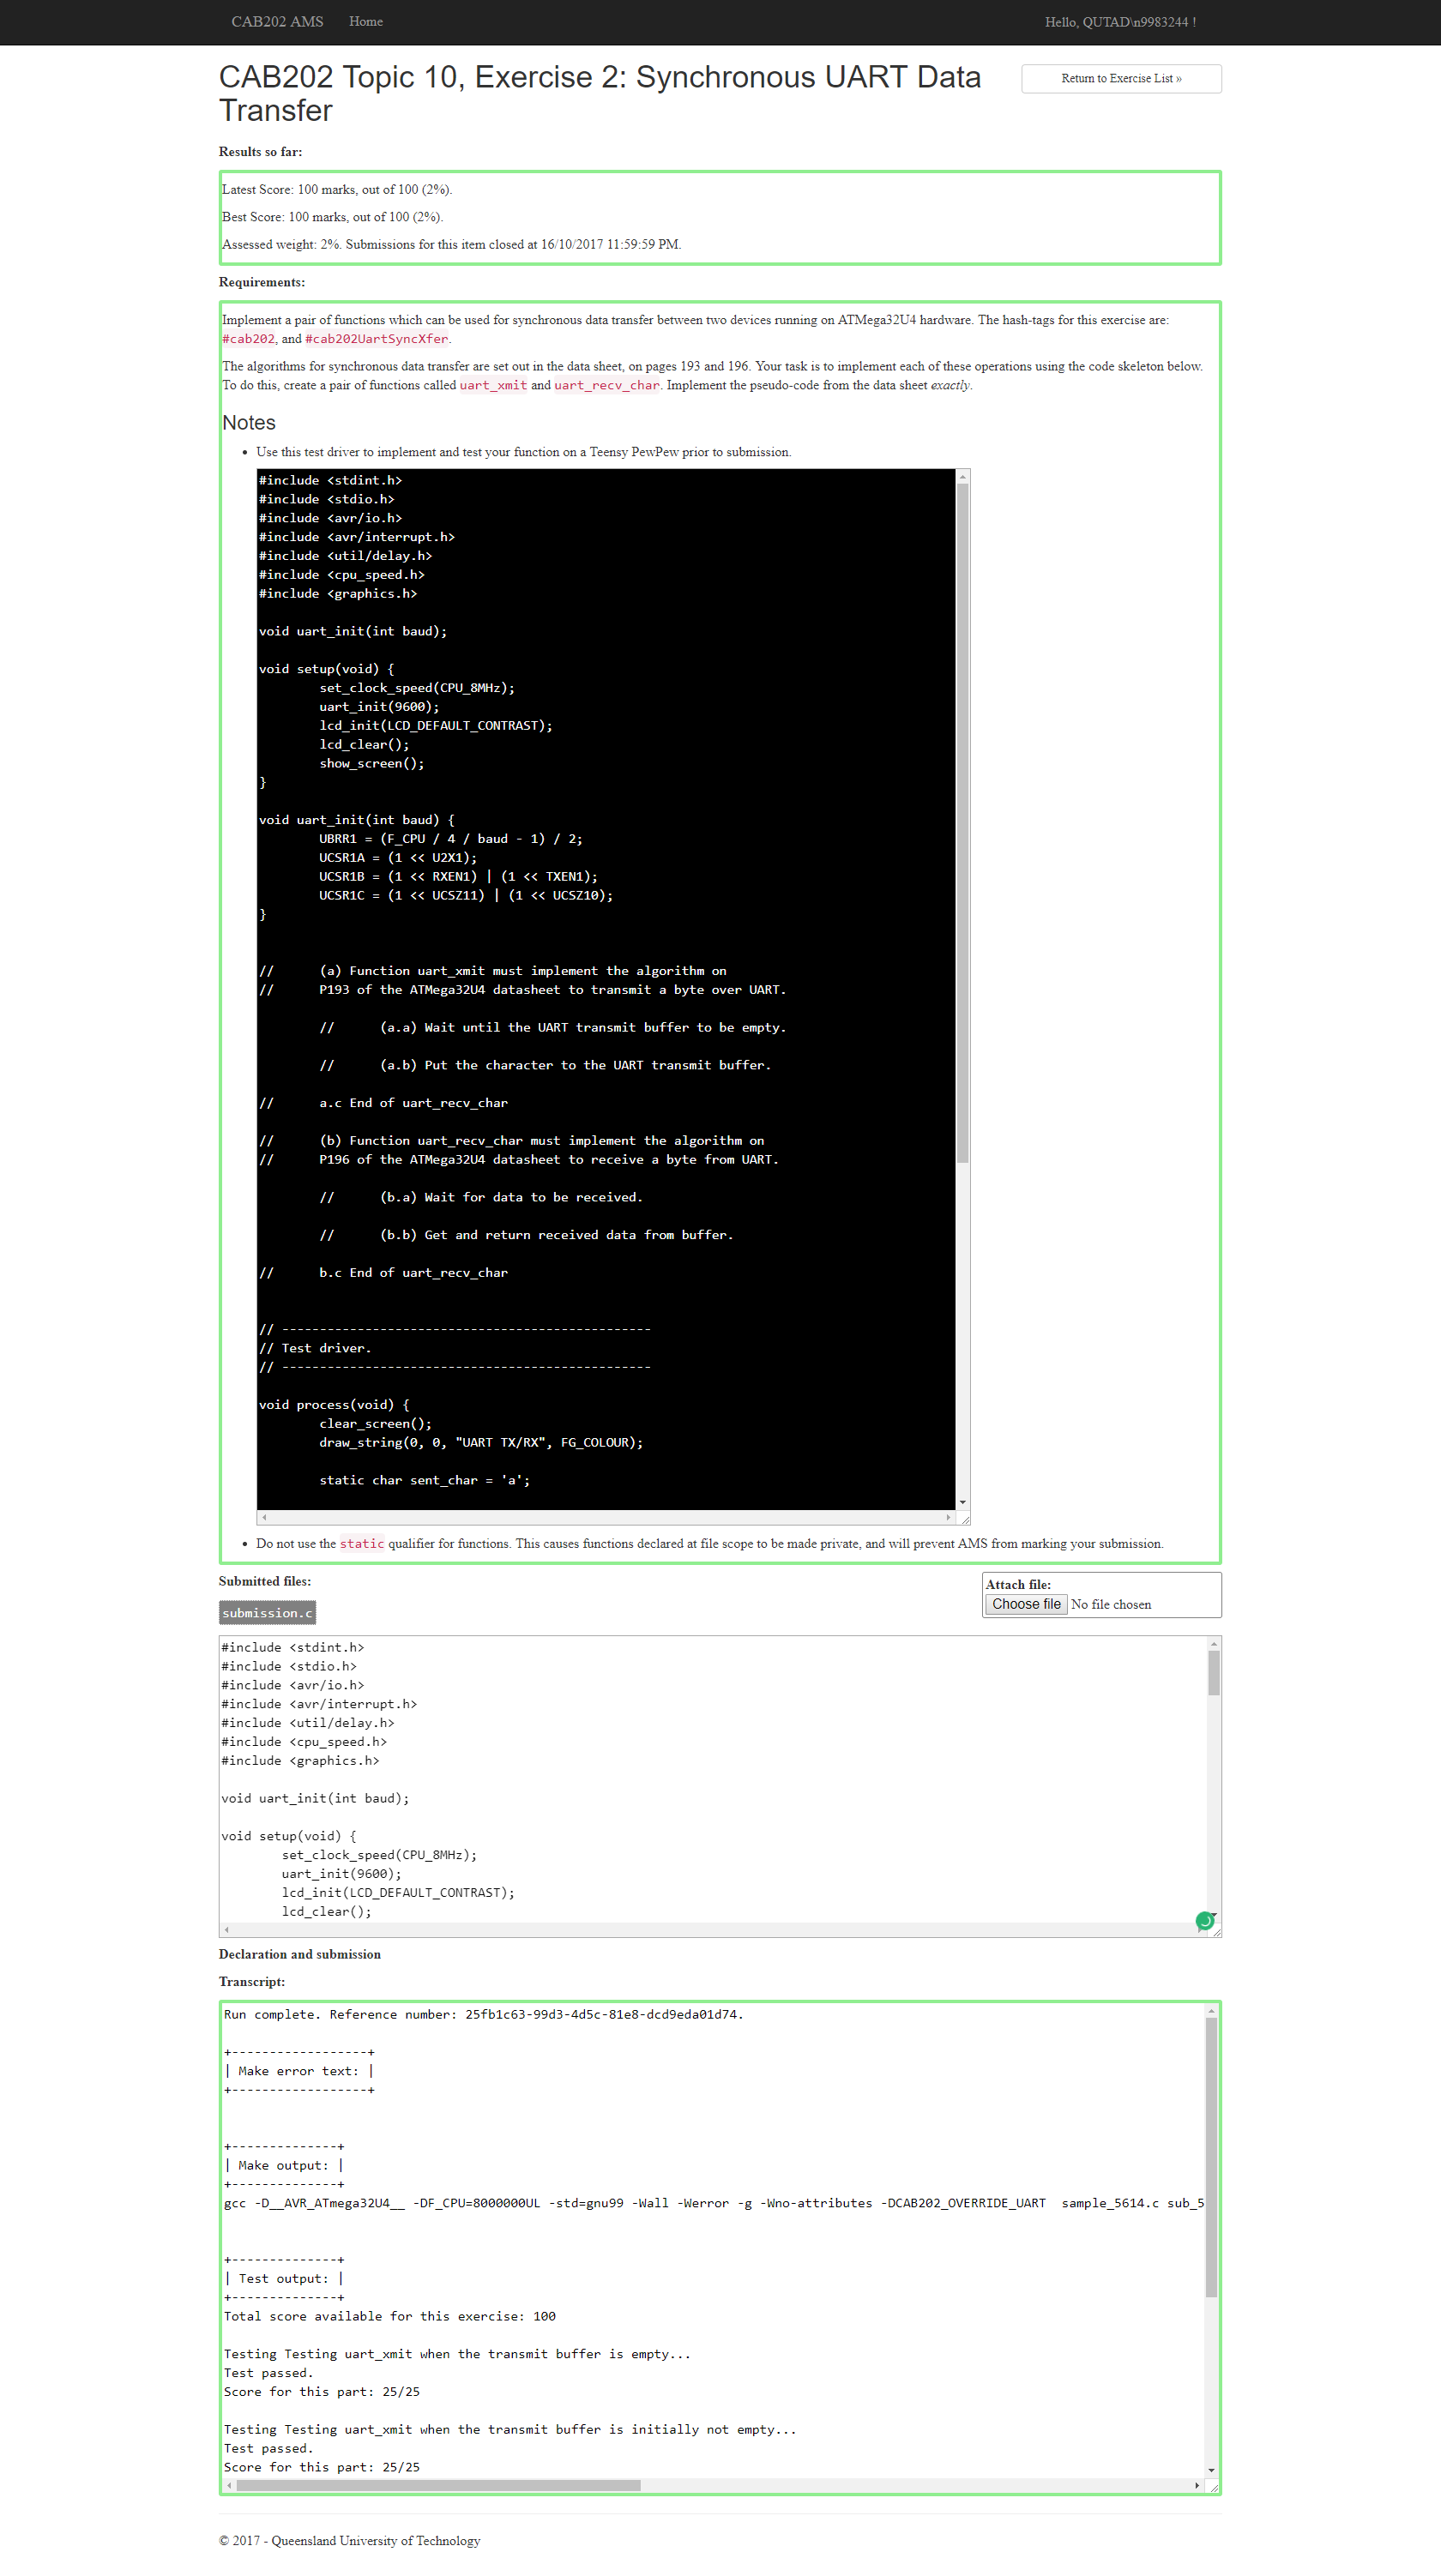 CAB202 AMS Home Hello, QUTAD\n9983244 !
CAB202 Topic 10, Exercise 2: Synchronous UART Data
Transfer
Return to Exercise List »
Results so far:
Latest Score: 100 marks, out of 100 (2%).
Best Score: 100 marks, out of 100 (2%).
Assessed weight: 2%. Submissions for this item closed at 16/10/2017 11:59:59 PM.
Requirements:
Implement a pair of functions which can be used for synchronous data transfer between two devices running on ATMega32U4 hardware. The hash-tags for this exercise are:
#cab202, and #cab202UartSyncXfer.
The algorithms for synchronous data transfer are set out in the data sheet, on pages 193 and 196. Your task is to implement each of these operations using the code skeleton below.
To do this, create a pair of functions called uart_xmit and uart_recv_char. Implement the pseudo-code from the data sheet exactly.
Notes
• Use this test driver to implement and test your function on a Teensy PewPew prior to submission.
#include <stdint.h>
#include <stdio.h>
#include <avr/io.h>
#include <avr/interrupt.h>
#include <util/delay.h>
#include <cpu_speed.h>
#include <graphics.h>
void uart_init(int baud);
void setup(void) {
set_clock_speed(CPU_8MHz);
uart_init(9600);
lcd_init(LCD_DEFAULT_CONTRAST);
lcd_clear();
show_screen();
}
void uart_init(int baud) {
UBRR1 = (F_CPU / 4 / baud - 1) / 2;
UCSR1A = (1 << U2X1);
UCSR1B = (1 << RXEN1) | (1 << TXEN1);
UCSR1C = (1 << UCSZ11) | (1 << UCSZ10);
}
// (a) Function uart_xmit must implement the algorithm on
// P193 of the ATMega32U4 datasheet to transmit a byte over UART.
// (a.a) Wait until the UART transmit buffer to be empty.
// (a.b) Put the character to the UART transmit buffer.
// a.c End of uart_recv_char
// (b) Function uart_recv_char must implement the algorithm on
// P196 of the ATMega32U4 datasheet to receive a byte from UART.
// (b.a) Wait for data to be received.
// (b.b) Get and return received data from buffer.
// b.c End of uart_recv_char
// -------------------------------------------------
// Test driver.
// -------------------------------------------------
void process(void) {
clear_screen();
draw_string(0, 0, "UART TX/RX", FG_COLOUR);
static char sent_char = 'a';
• Do not use the static qualifier for functions. This causes functions declared at file scope to be made private, and will prevent AMS from marking your submission.
Submitted files:
Attach file:
Choose file No file chosen
submission.c
#include <stdint.h>
#include <stdio.h>
#include <avr/io.h>
#include <avr/interrupt.h>
#include <util/delay.h>
#include <cpu_speed.h>
#include <graphics.h>
void uart_init(int baud);
void setup(void) {
set_clock_speed(CPU_8MHz);
uart_init(9600);
lcd_init(LCD_DEFAULT_CONTRAST);
lcd_clear();
Declaration and submission
Transcript:
Run complete. Reference number: 25fb1c63-99d3-4d5c-81e8-dcd9eda01d74.
+------------------+
| Make error text: |
+------------------+
+--------------+
| Make output: |
+--------------+
gcc -D__AVR_ATmega32U4__ -DF_CPU=8000000UL -std=gnu99 -Wall -Werror -g -Wno-attributes -DCAB202_OVERRIDE_UART sample_5614.c sub_5
+--------------+
| Test output: |
+--------------+
Total score available for this exercise: 100
Testing Testing uart_xmit when the transmit buffer is empty...
Test passed.
Score for this part: 25/25
Testing Testing uart_xmit when the transmit buffer is initially not empty...
Test passed.
Score for this part: 25/25
© 2017 - Queensland University of Technology